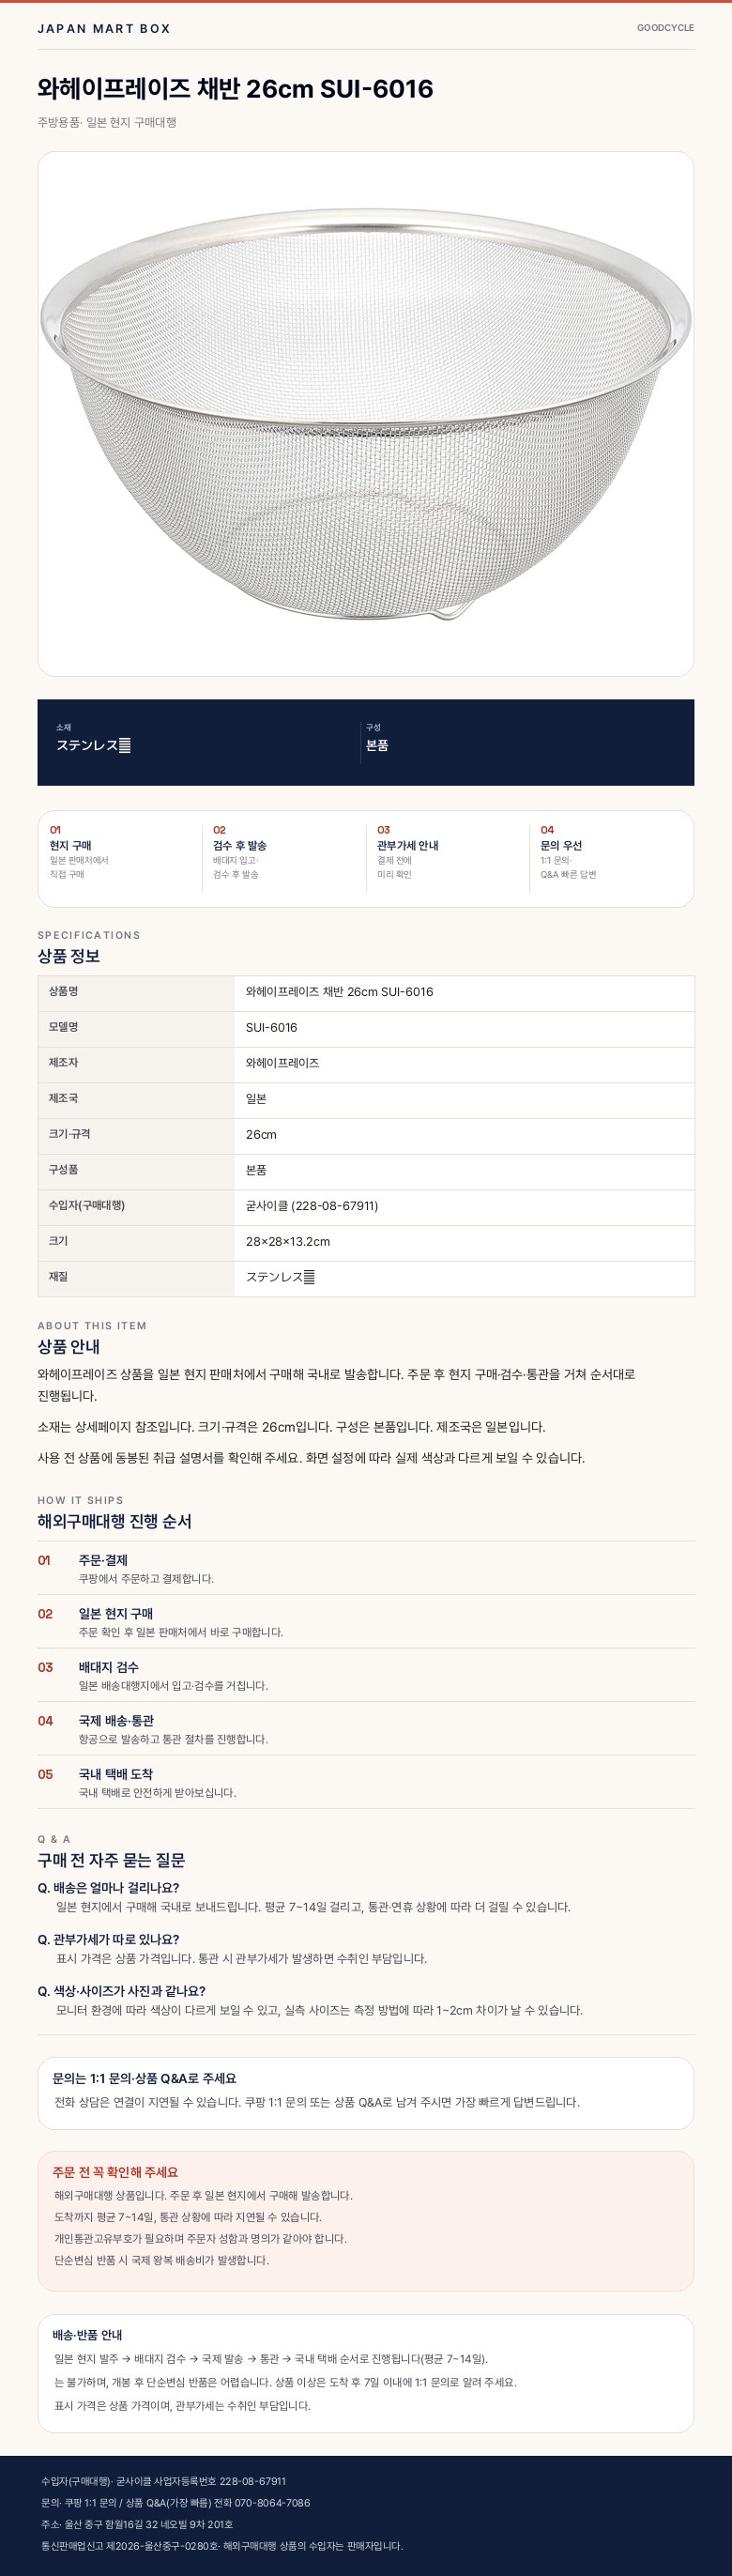 JAPAN MART BOX
GOODCYCLE
와헤이프레이즈 채반 26cm SUI-6016
주방용품· 일본 현지 구매대행
소재
ステンレス
구성
본품
01
현지 구매
일본 판매처에서
직접 구매
02
검수 후 발송
배대지 입고·
검수 후 발송
03
관부가세 안내
결제 전에
미리 확인
04
문의 우선
1:1 문의·
Q&A 빠른 답변
SPECIFICATIONS
상품 정보
상품명 와헤이프레이즈 채반 26cm SUI-6016
모델명 SUI-6016
제조자 와헤이프레이즈
제조국 일본
크기·규격 26cm
구성품 본품
수입자(구매대행) 굳사이클 (228-08-67911)
크기 28×28×13.2cm
재질 ステンレス
ABOUT THIS ITEM
상품 안내
와헤이프레이즈 상품을 일본 현지 판매처에서 구매해 국내로 발송합니다. 주문 후 현지 구매·검수·통관을 거쳐 순서대로
진행됩니다.
소재는 상세페이지 참조입니다. 크기·규격은 26cm입니다. 구성은 본품입니다. 제조국은 일본입니다.
사용 전 상품에 동봉된 취급 설명서를 확인해 주세요. 화면 설정에 따라 실제 색상과 다르게 보일 수 있습니다.
HOW IT SHIPS
해외구매대행 진행 순서
01 주문·결제
쿠팡에서 주문하고 결제합니다.
02 일본 현지 구매
주문 확인 후 일본 판매처에서 바로 구매합니다.
03 배대지 검수
일본 배송대행지에서 입고·검수를 거칩니다.
04 국제 배송·통관
항공으로 발송하고 통관 절차를 진행합니다.
05 국내 택배 도착
국내 택배로 안전하게 받아보십니다.
Q & A
구매 전 자주 묻는 질문
Q. 배송은 얼마나 걸리나요?
일본 현지에서 구매해 국내로 보내드립니다. 평균 7~14일 걸리고, 통관·연휴 상황에 따라 더 걸릴 수 있습니다.
Q. 관부가세가 따로 있나요?
표시 가격은 상품 가격입니다. 통관 시 관부가세가 발생하면 수취인 부담입니다.
Q. 색상·사이즈가 사진과 같나요?
모니터 환경에 따라 색상이 다르게 보일 수 있고, 실측 사이즈는 측정 방법에 따라 1~2cm 차이가 날 수 있습니다.
문의는 1:1 문의·상품 Q&A로 주세요
전화 상담은 연결이 지연될 수 있습니다. 쿠팡 1:1 문의 또는 상품 Q&A로 남겨 주시면 가장 빠르게 답변드립니다.
주문 전 꼭 확인해 주세요
해외구매대행 상품입니다. 주문 후 일본 현지에서 구매해 발송합니다.
도착까지 평균 7~14일, 통관 상황에 따라 지연될 수 있습니다.
개인통관고유부호가 필요하며 주문자 성함과 명의가 같아야 합니다.
단순변심 반품 시 국제 왕복 배송비가 발생합니다.
배송·반품 안내
일본 현지 발주 → 배대지 검수 → 국제 발송 → 통관 → 국내 택배 순서로 진행됩니다(평균 7~14일).
는 불가하며, 개봉 후 단순변심 반품은 어렵습니다. 상품 이상은 도착 후 7일 이내에 1:1 문의로 알려 주세요.
표시 가격은 상품 가격이며, 관부가세는 수취인 부담입니다.
수입자(구매대행)· 굳사이클 사업자등록번호 228-08-67911
문의· 쿠팡 1:1 문의 / 상품 Q&A(가장 빠름) 전화 070-8064-7086
주소· 울산 중구 함월16길 32 네오빌 9차 201호
통신판매업신고 제2026-울산중구-0280호· 해외구매대행 상품의 수입자는 판매자입니다.